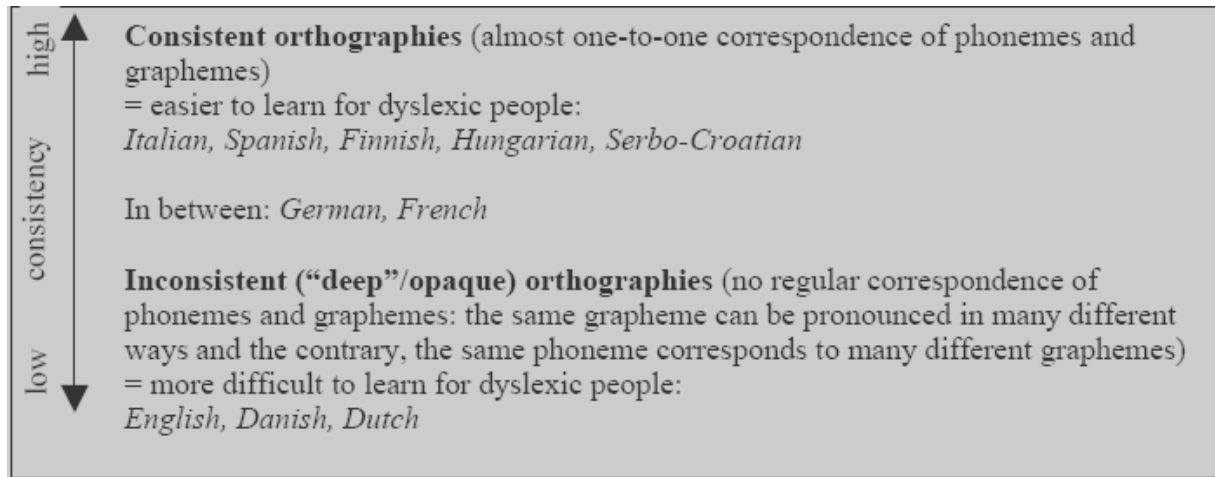 high
consistency
low
Consistent orthographies (almost one-to-one correspondence of phonemes and
graphemes)
= easier to learn for dyslexic people:
Italian, Spanish, Finnish, Hungarian, Serbo-Croatian
In between: German, French
Inconsistent (“deep”/opaque) orthographies (no regular correspondence of
phonemes and graphemes: the same grapheme can be pronounced in many different
ways and the contrary, the same phoneme corresponds to many different graphemes)
= more difficult to learn for dyslexic people:
English, Danish, Dutch